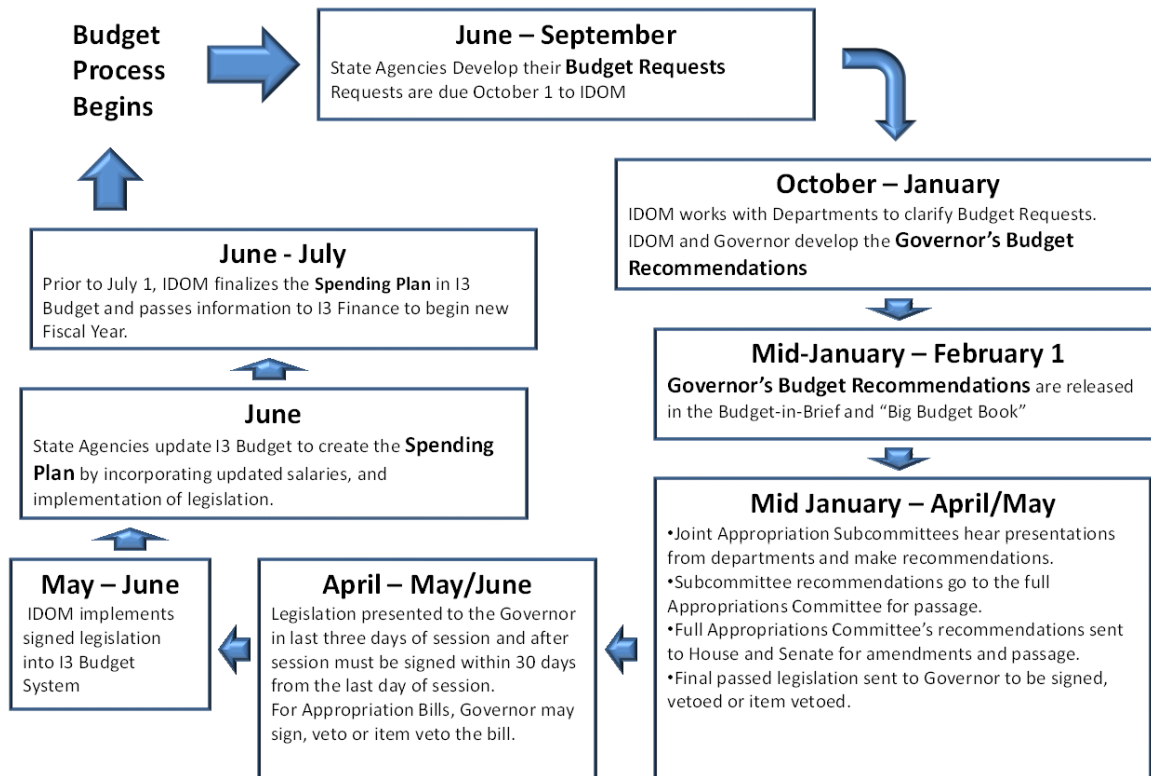 Budget
Process
Begins
June – September
State Agencies Develop their Budget Requests
Requests are due October 1 to IDOM
October – January
IDOM works with Departments to clarify Budget Requests.
IDOM and Governor develop the Governor's Budget
Recommendations
Mid-January – February 1
Governor's Budget Recommendations are released
in the Budget-in-Brief and “Big Budget Book”
Mid January – April/May
•Joint Appropriation Subcommittees hear presentations
from departments and make recommendations.
•Subcommittee recommendations go to the full
Appropriations Committee for passage.
•Full Appropriations Committee's recommendations sent
to House and Senate for amendments and passage.
•Final passed legislation sent to Governor to be signed,
vetoed or item vetoed.
April – May/June
Legislation presented to the Governor
in last three days of session and after
session must be signed within 30 days
from the last day of session.
For Appropriation Bills, Governor may
sign, veto or item veto the bill.
May – June
IDOM implements
signed legislation
into I3 Budget
System
June
State Agencies update I3 Budget to create the Spending
Plan by incorporating updated salaries, and
implementation of legislation.
June - July
Prior to July 1, IDOM finalizes the Spending Plan in I3
Budget and passes information to I3 Finance to begin new
Fiscal Year.